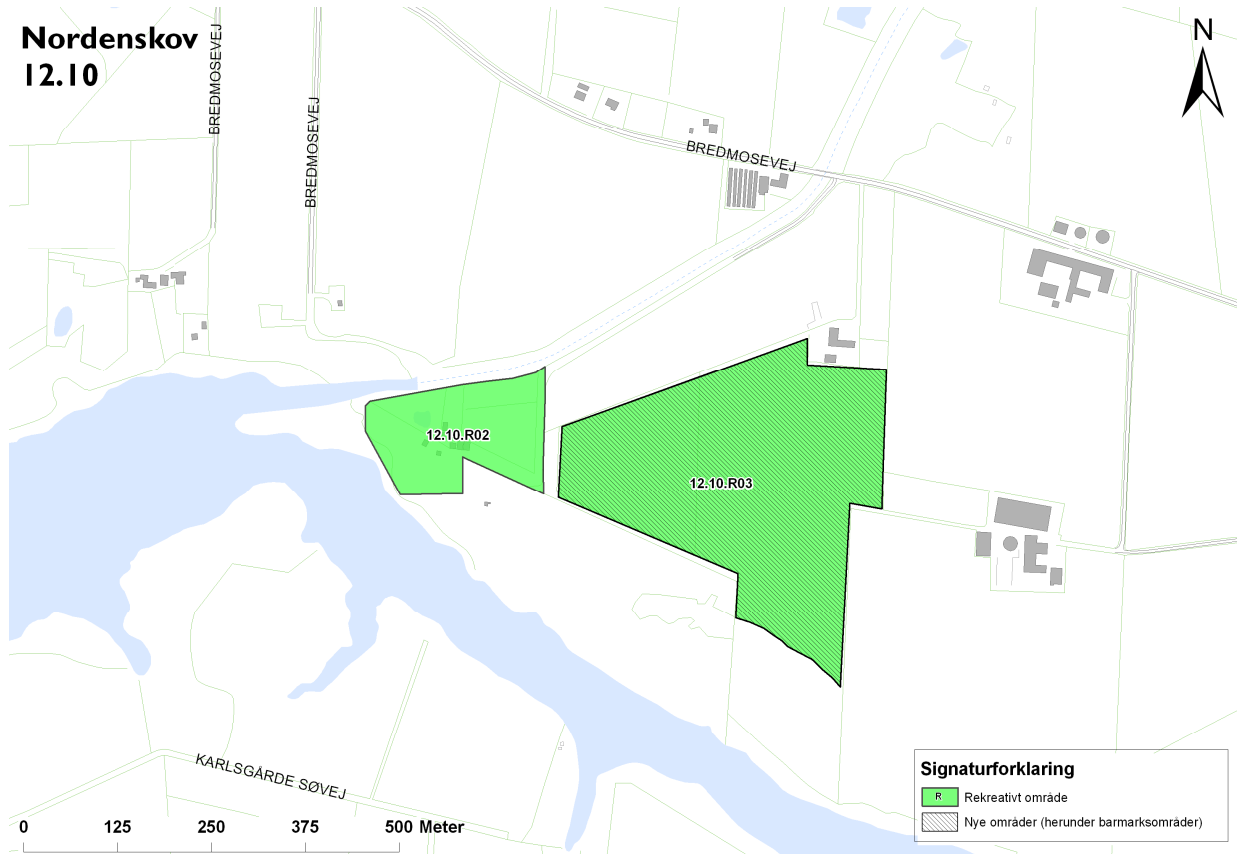 Nordenskov
12.10
BREDMOSEVEJ
BREDMOSEVEJ
BREDMOSEVEJ
N
12.10.R02
12.10.R03
KARLSGÅRDE SØVEJ
0 125 250 375 500 Meter
Signaturforklaring
R Rekreativt område
Nye områder (herunder barmarksområder)